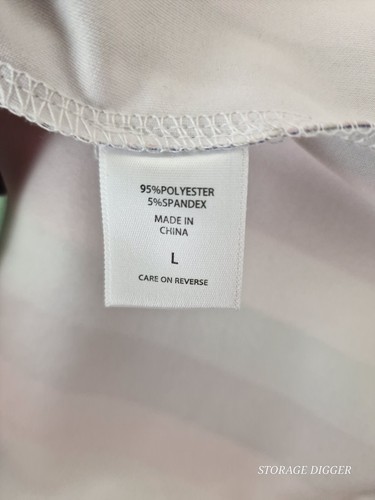 95%POLYESTER
5%SPANDEX
MADE IN
CHINA
L
CARE ON REVERSE
STORAGE DIGGER